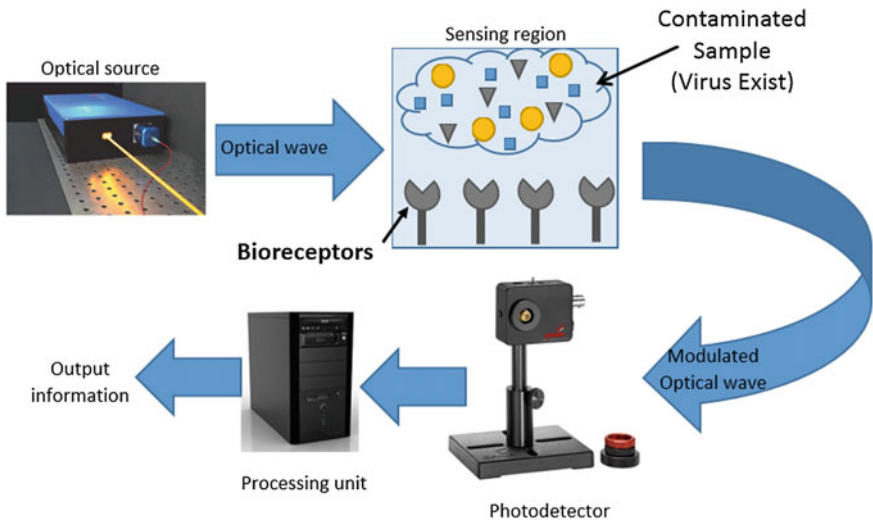 Optical source
Optical wave
Sensing region
Contaminated
Sample
(Virus Exist)
Bioreceptors
Modulated
Optical wave
Photodetector
Processing unit
Output
information